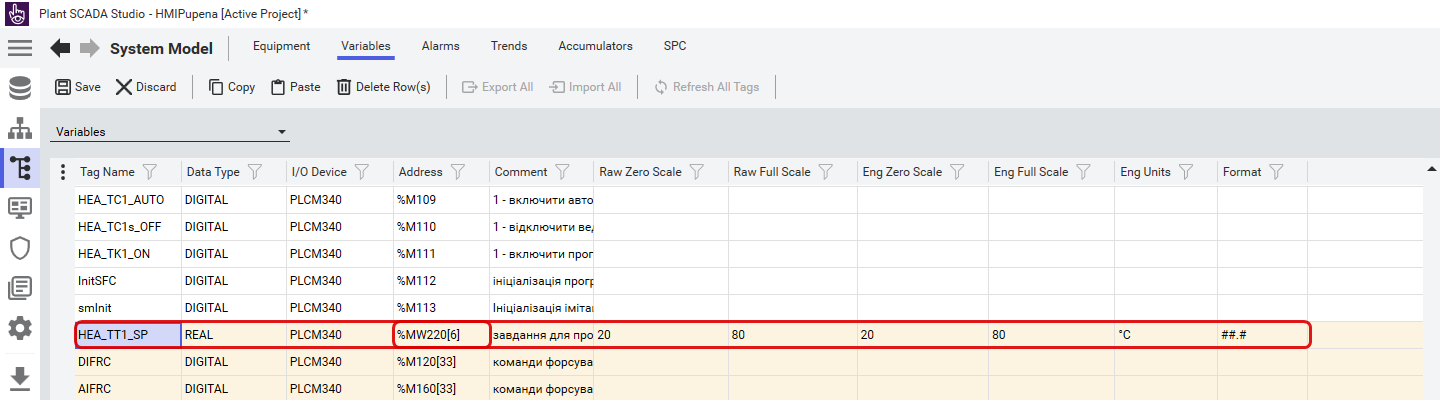 Plant SCADA Studio - HMIPupena [Active Project] *
System Model Equipment Variables Alarms Trends Accumulators SPC
Save Discard Copy Paste Delete Row(s) Export All Import All Refresh All Tags
Variables
Tag Name Data Type I/O Device Address Comment Raw Zero Scale Raw Full Scale Eng Zero Scale Eng Full Scale Eng Units Format
HEA_TC1_AUTO DIGITAL PLCM340 %M109 1 - включити авто
HEA_TC1s_OFF DIGITAL PLCM340 %M110 1 - відключити ве
HEA_TK1_ON DIGITAL PLCM340 %M111 1 - включити прог
InitSFC DIGITAL PLCM340 %M112 ініціалізація прогр
smInit DIGITAL PLCM340 %M113 Ініціалізація іміта
HEA_TT1_SP REAL PLCM340 %MW220[6] завдання для про 20 80 20 80 °C ##.#
DIFRC DIGITAL PLCM340 %M120[33] команди форсува
AIFRC DIGITAL PLCM340 %M160[33] команди форсува